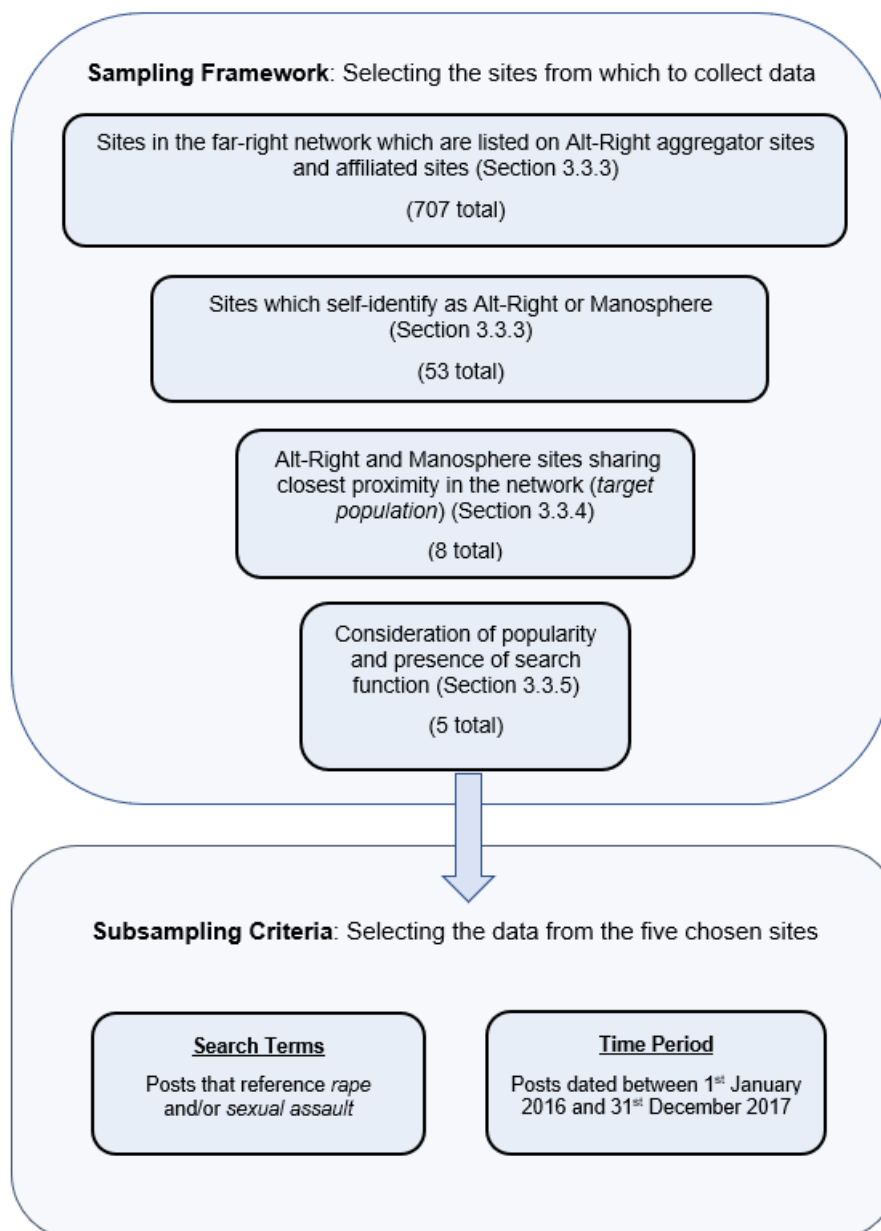 Sampling Framework: Selecting the sites from which to collect data
Sites in the far-right network which are listed on Alt-Right aggregator sites
and affiliated sites (Section 3.3.3)
(707 total)
Sites which self-identify as Alt-Right or Manosphere
(Section 3.3.3)
(53 total)
Alt-Right and Manosphere sites sharing
closest proximity in the network (target
population) (Section 3.3.4)
(8 total)
Consideration of popularity
and presence of search
function (Section 3.3.5)
(5 total)
Subsampling Criteria: Selecting the data from the five chosen sites
Search Terms
Posts that reference rape
and/or sexual assault
Time Period
Posts dated between 1st January
2016 and 31st December 2017